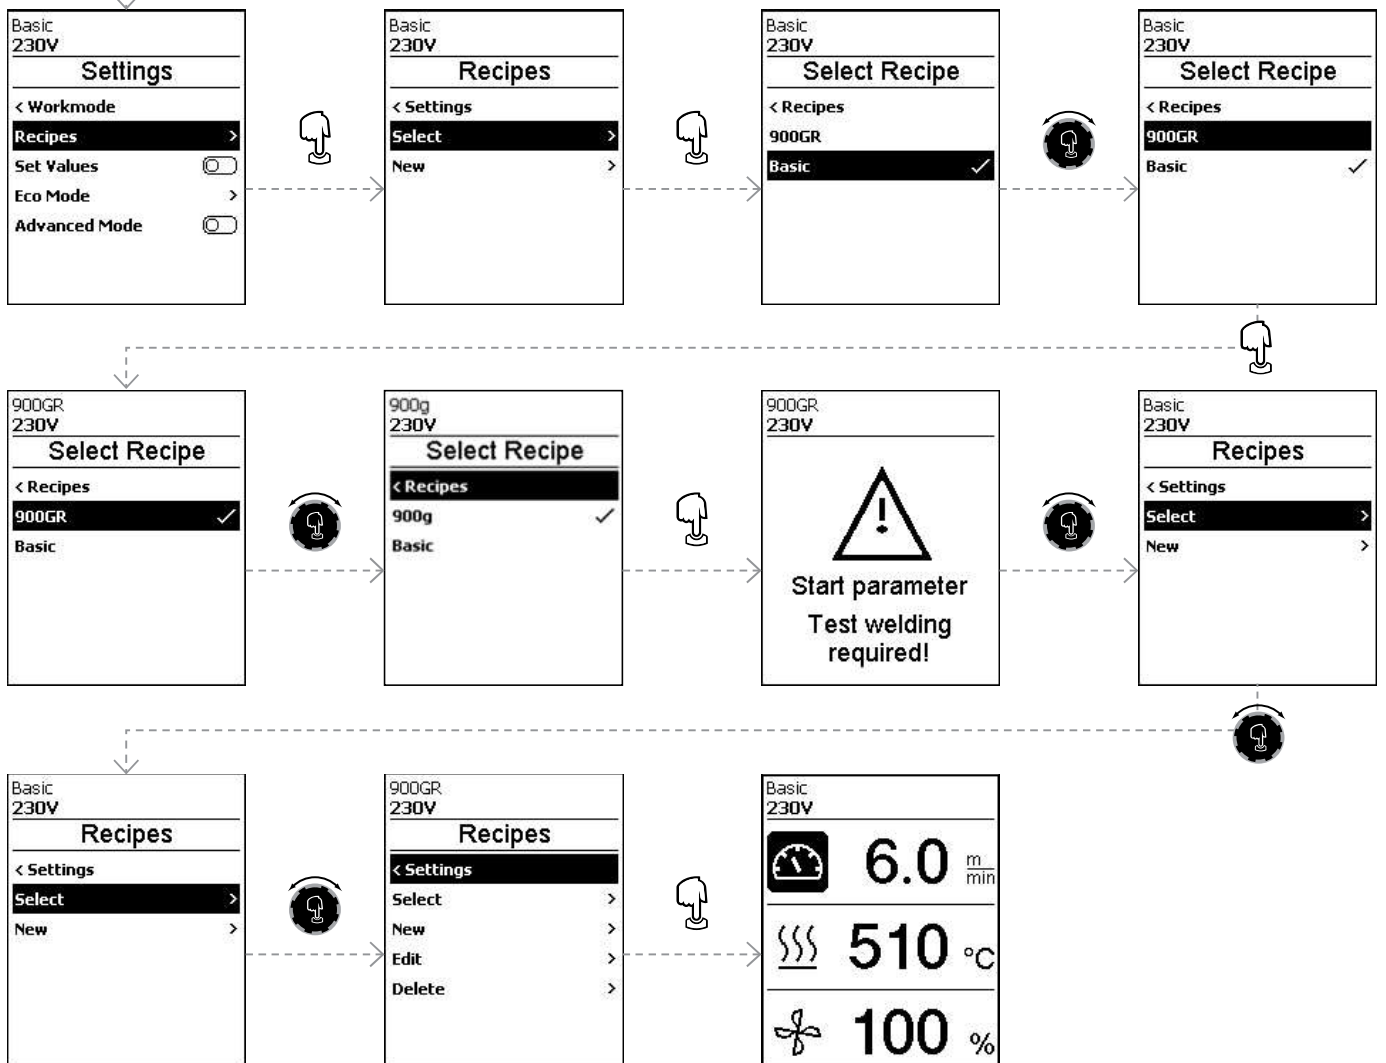 Basic
230V
Settings
< Workmode
Recipes >
Set Values
Eco Mode >
Advanced Mode
Basic
230V
Recipes
< Settings
Select >
New >
Basic
230V
Select Recipe
< Recipes
900GR
Basic ✓
Basic
230V
Select Recipe
< Recipes
900GR
Basic ✓
900GR
230V
Select Recipe
< Recipes
900GR ✓
Basic
900g
230V
Select Recipe
< Recipes
900g ✓
Basic
900GR
230V
!
Start parameter
Test welding
required!
Basic
230V
Recipes
< Settings
Select >
New >
Basic
230V
Recipes
< Settings
Select >
New >
900GR
230V
Recipes
< Settings
Select >
New >
Edit >
Delete >
Basic
230V
6.0 m/min
510 °C
100 %